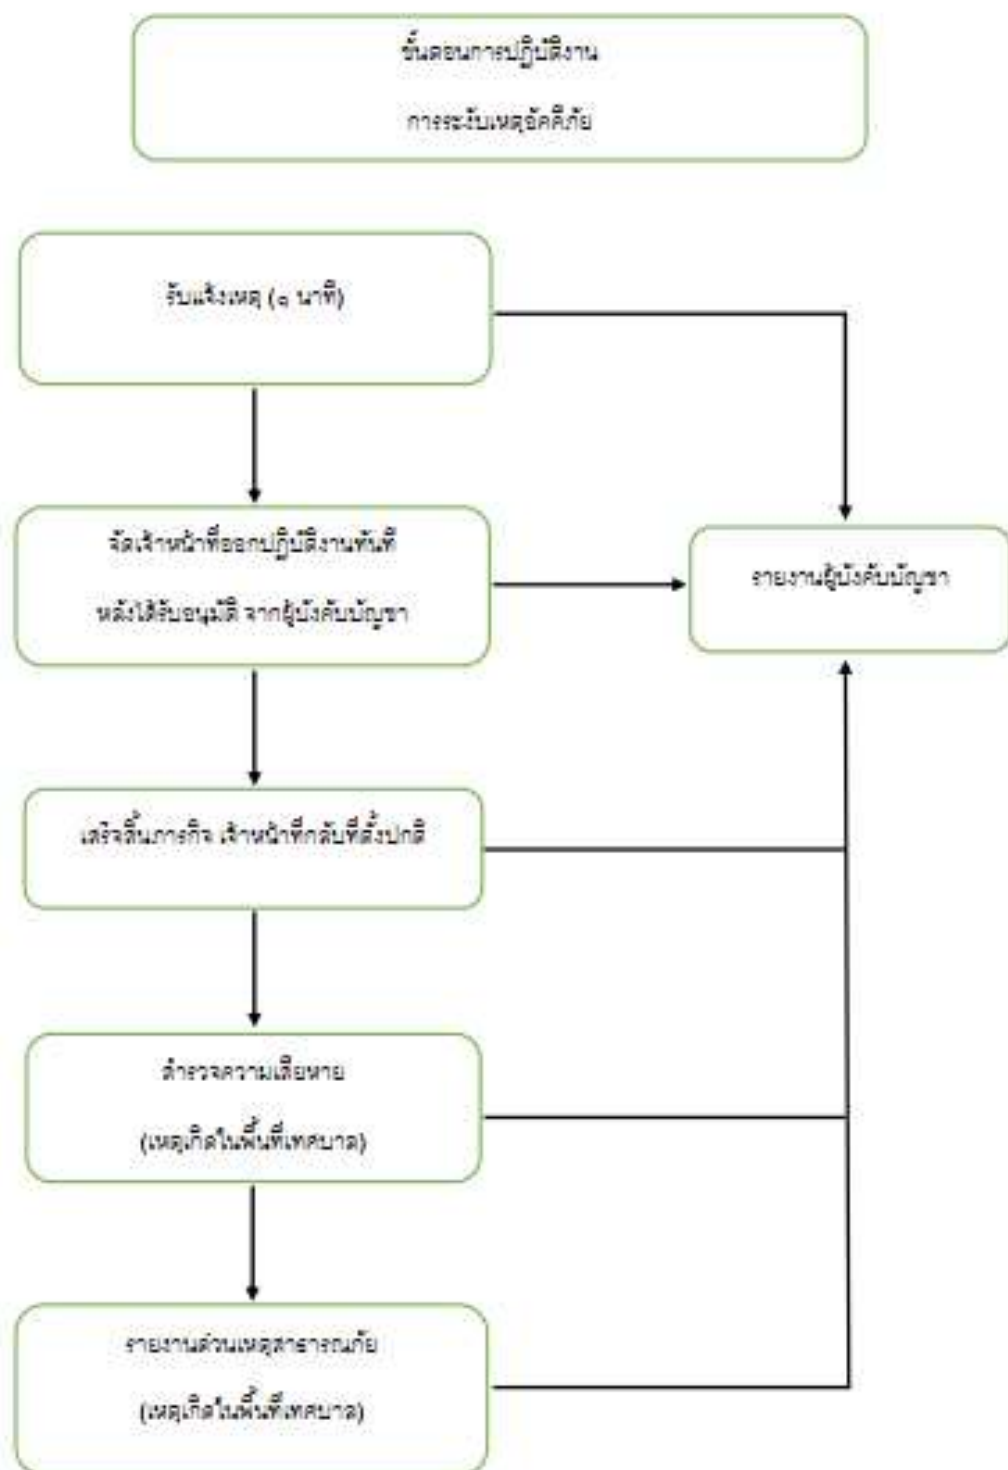 ขั้นตอนการปฏิบัติงาน
การระงับเหตุอัคคีภัย
รับแจ้งเหตุ (๑ นาที)
จัดเจ้าหน้าที่ออกปฏิบัติงานทันที
หลังได้รับอนุมัติ จากผู้บังคับบัญชา
รายงานผู้บังคับบัญชา
เสร็จสิ้นภารกิจ เจ้าหน้าที่กลับที่ตั้งปกติ
สำรวจความเสียหาย
(เหตุเกิดในพื้นที่เทศบาล)
รายงานด่วนเหตุสาธารณภัย
(เหตุเกิดในพื้นที่เทศบาล)